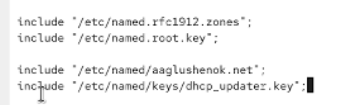 include "/etc/named.rfc1912.zones";
include "/etc/named.root.key";
include "/etc/named/aaglushenok.net";
include "/etc/named/keys/dhcp_updater.key";